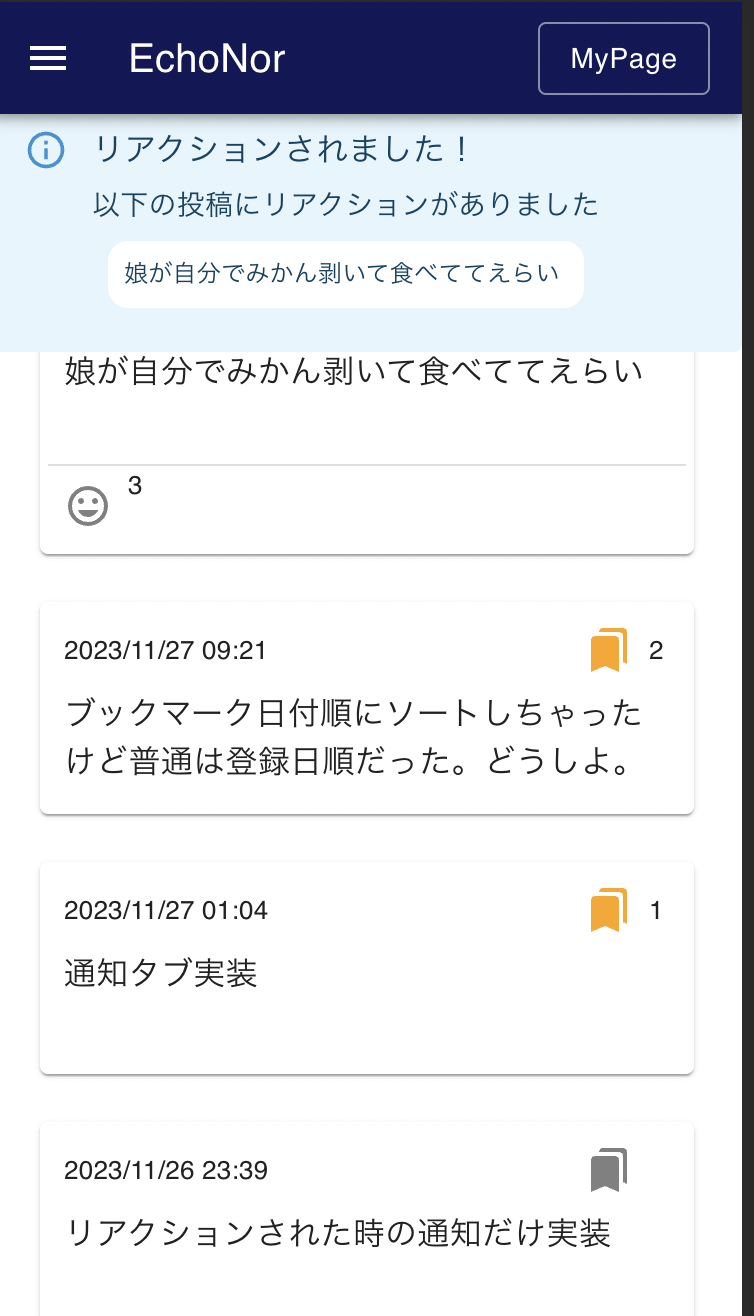 EchoNor
MyPage
リアクションされました！
以下の投稿にリアクションがありました
娘が自分でみかん剥いて食べててえらい
娘が自分でみかん剥いて食べててえらい
3
2023/11/27 09:21
2
ブックマーク日付順にソートしちゃった
けど普通は登録日順だった。どうしよ。
2023/11/27 01:04
1
通知タブ実装
2023/11/26 23:39
リアクションされた時の通知だけ実装